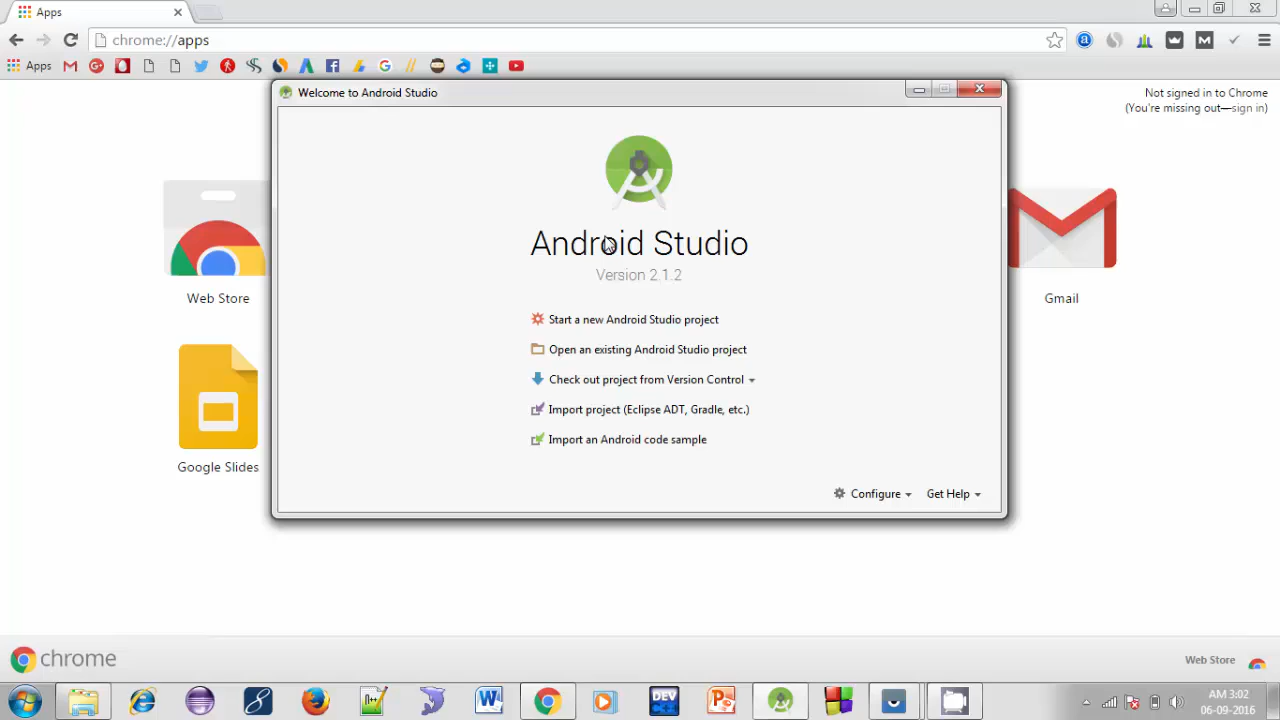 Apps
chrome://apps
Apps
Welcome to Android Studio
Not signed in to Chrome
(You're missing out—sign in)
Android Studio
Version 2.1.2
Web Store
Gmail
Start a new Android Studio project
Open an existing Android Studio project
Check out project from Version Control
Import project (Eclipse ADT, Gradle, etc.)
Import an Android code sample
Google Slides
Configure
Get Help
chrome
Web Store
DEV
AM 3:02
06-09-2016